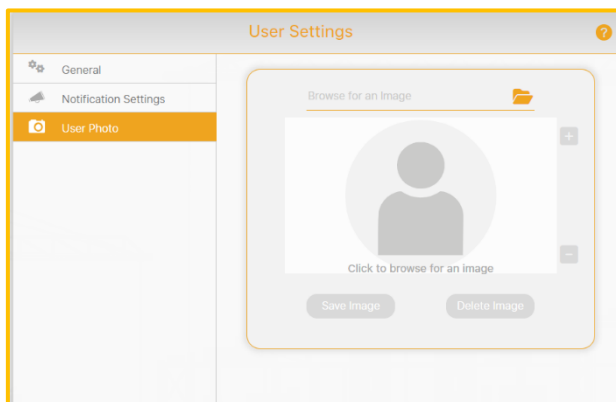 User Settings
?
General
Notification Settings
User Photo
Browse for an Image
+
-
Click to browse for an image
Save Image
Delete Image